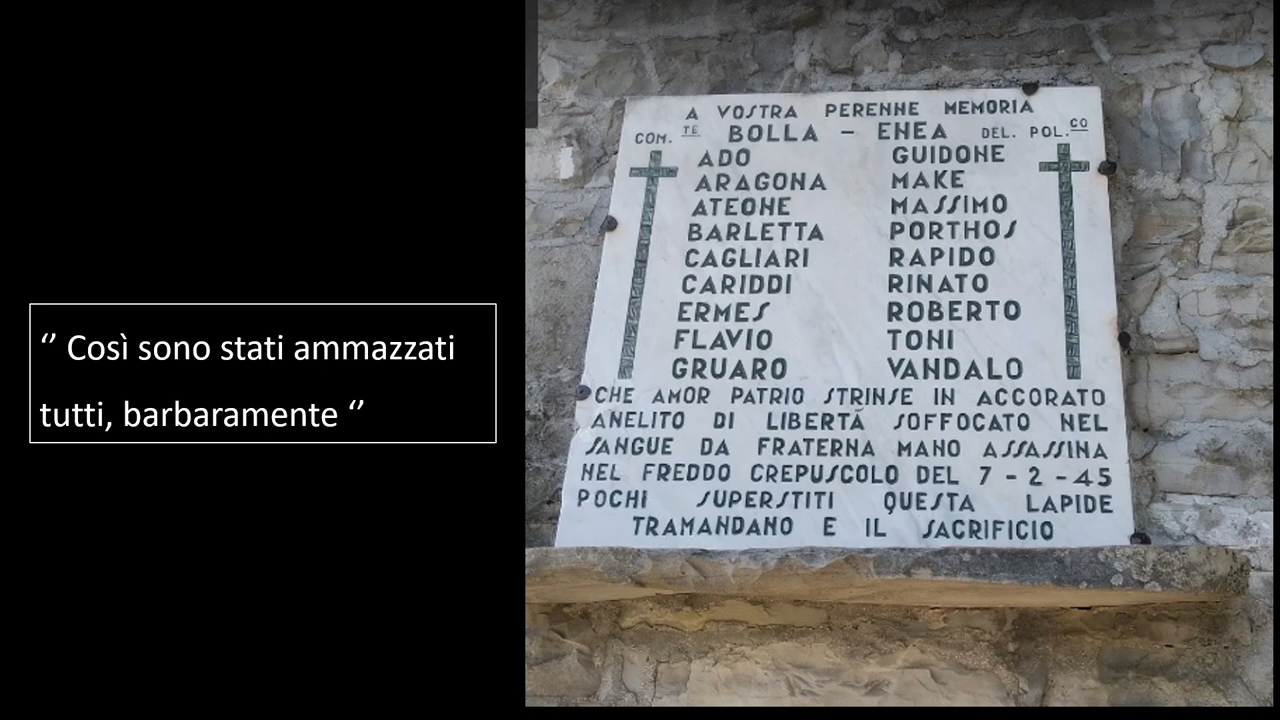 ‘’ Così sono stati ammazzati
tutti, barbaramente ‘’
A VOSTRA PERENNE MEMORIA
COM.TE BOLLA - ENEA DEL. POL.CO
ADO GUIDONE
ARAGONA MAKE
ATEONE MASSIMO
BARLETTA PORTHOS
CAGLIARI RAPIDO
CARIDDI RINATO
ERMES ROBERTO
FLAVIO TONI
GRUARO VANDALO
CHE AMOR PATRIO STRINSE IN ACCORATO
ANELITO DI LIBERTÀ SOFFOCATO NEL
SANGUE DA FRATERNA MANO ASSASSINA
NEL FREDDO CREPUSCOLO DEL 7-2-45
POCHI SUPERSTITI QUESTA LAPIDE
TRAMANDANO E IL SACRIFICIO